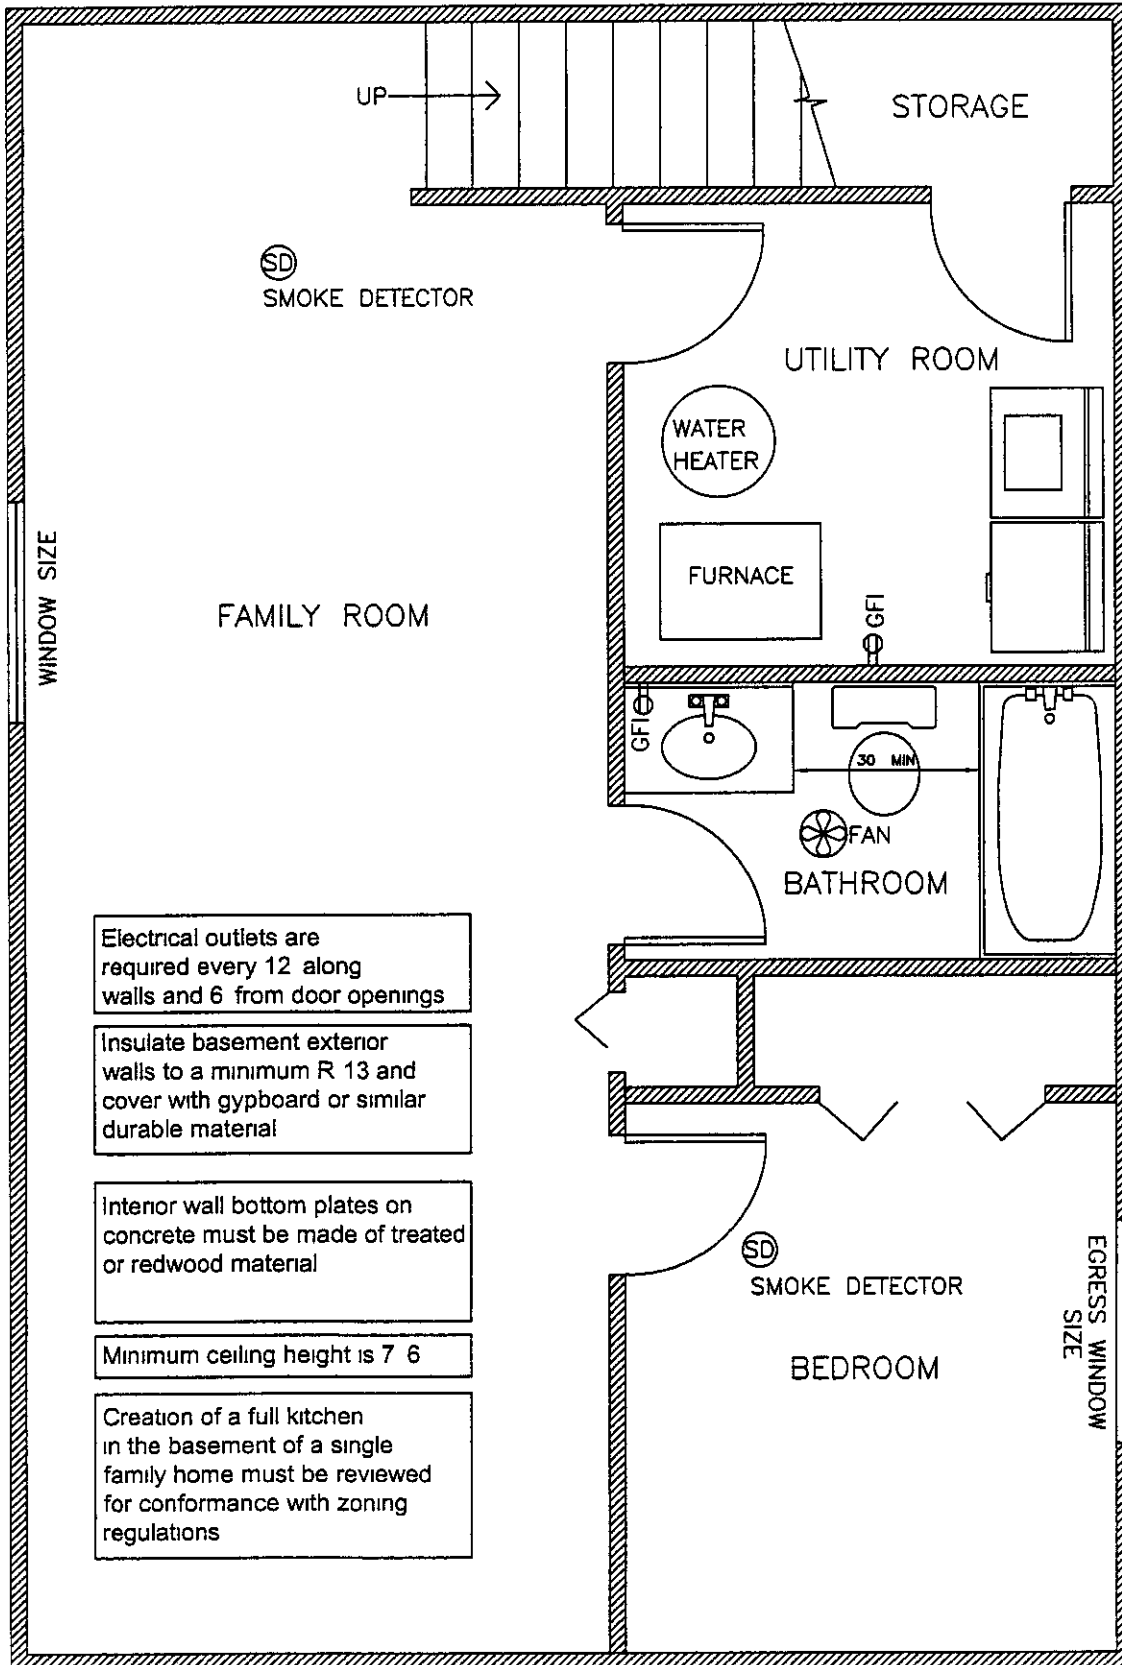 UP
STORAGE
SD
SMOKE DETECTOR
UTILITY ROOM
WATER
HEATER
FURNACE
GFI
WINDOW SIZE
FAMILY ROOM
GFI
30 MIN
FAN
BATHROOM
Electrical outlets are
required every 12 along
walls and 6 from door openings
Insulate basement exterior
walls to a minimum R 13 and
cover with gypboard or similar
durable material
Interior wall bottom plates on
concrete must be made of treated
or redwood material
Minimum ceiling height is 7 6
Creation of a full kitchen
in the basement of a single
family home must be reviewed
for conformance with zoning
regulations
SD
SMOKE DETECTOR
BEDROOM
EGRESS WINDOW
SIZE